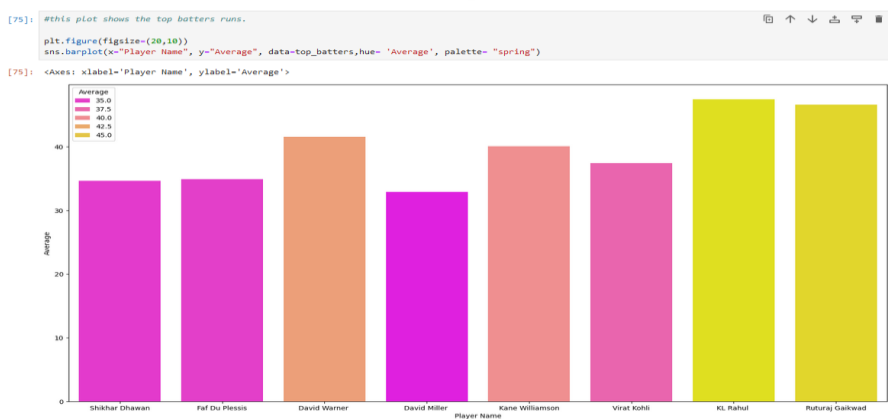 [75]: #this plot shows the top batters runs.
plt.figure(figsize=(20,10))
sns.barplot(x="Player Name", y="Average", data=top_batters,hue= 'Average', palette= "spring")
[75]: <Axes: xlabel='Player Name', ylabel='Average'>
Average
35.0
37.5
40.0
42.5
45.0
40
30
20
10
0
Average
Shikhar Dhawan Faf Du Plessis David Warner David Miller Kane Williamson Virat Kohli KL Rahul Ruturaj Gaikwad
Player Name